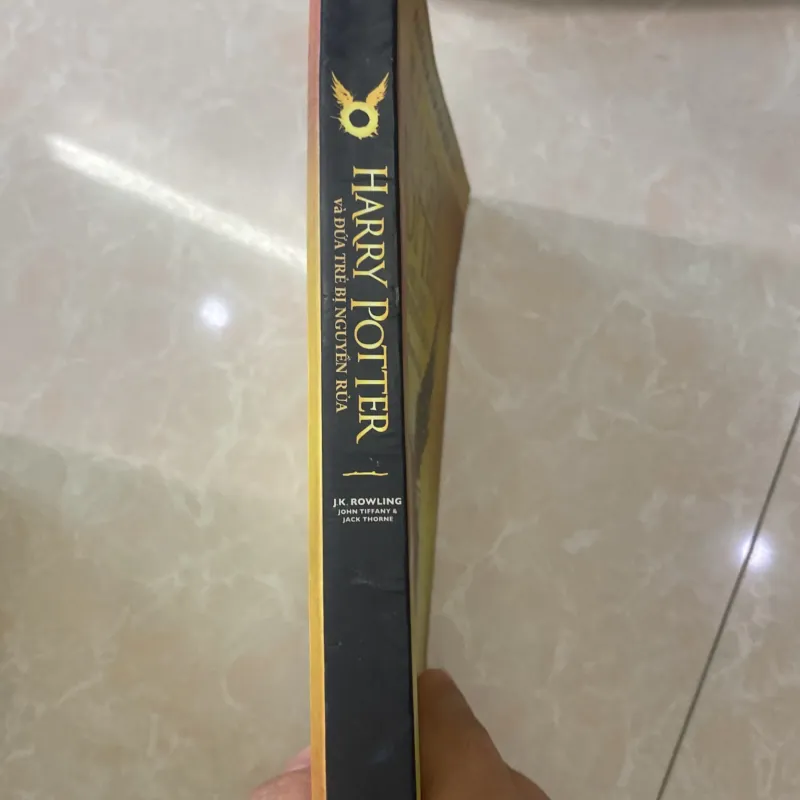 HARRY POTTER
và ĐỨA TRẺ BỊ NGUYỀN RỦA
J.K. ROWLING
JOHN TIFFANY &
JACK THORNE